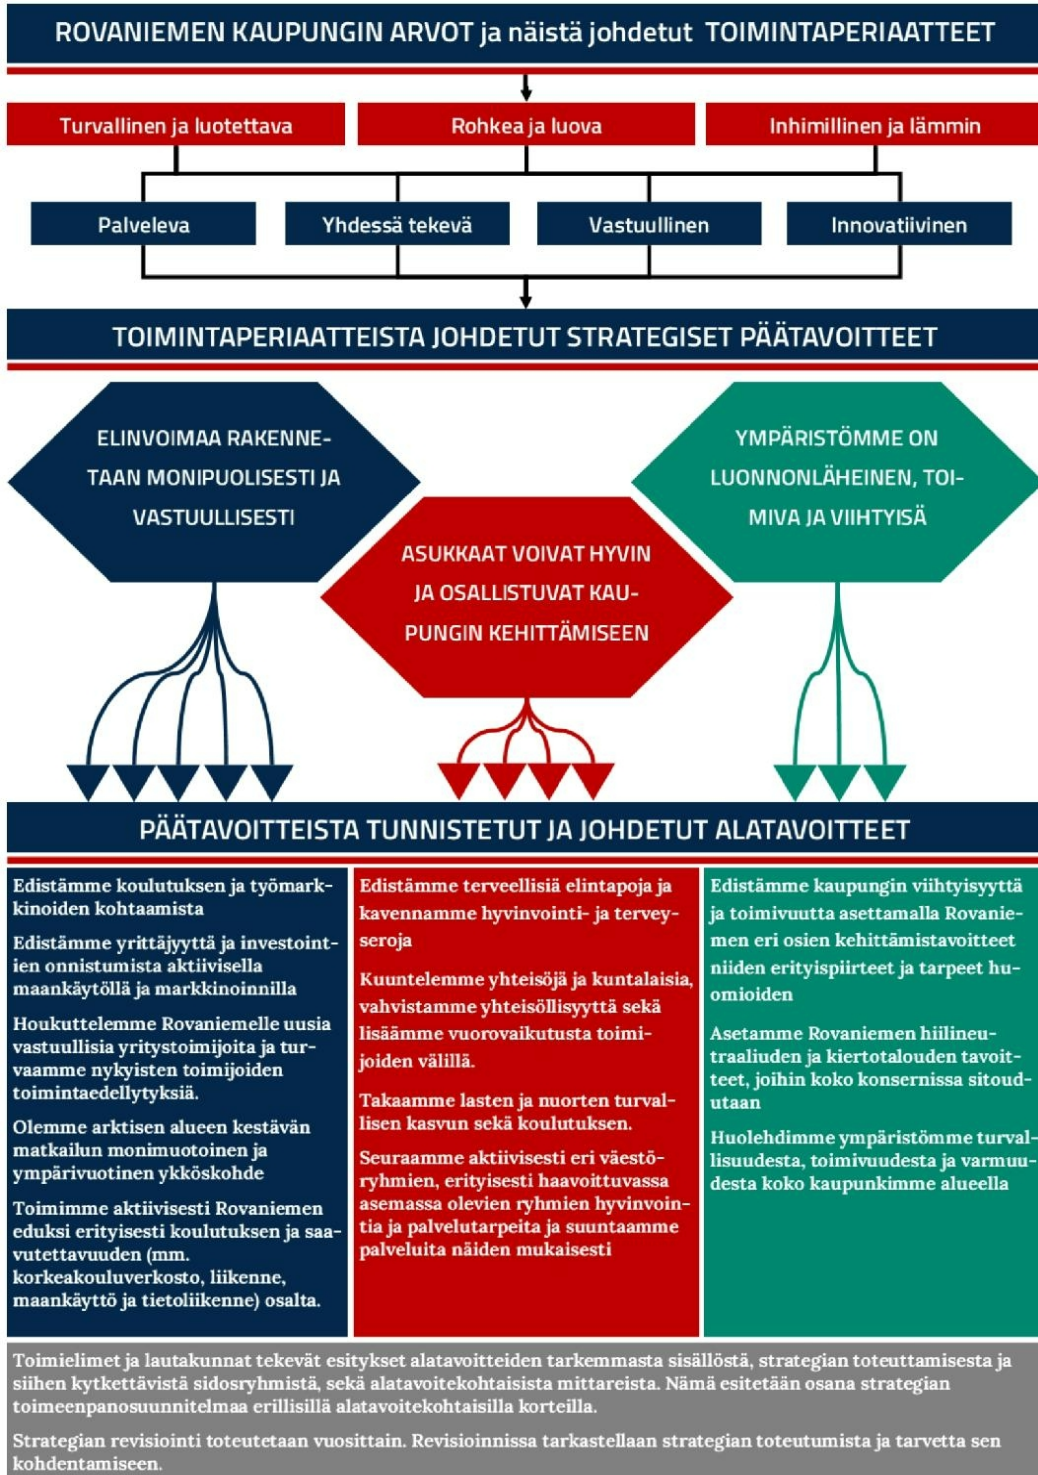 ROVANIEMEN KAUPUNGIN ARVOT ja näistä johdetut TOIMINTAPERIAATTEET
Turvallinen ja luotettava
Rohkea ja luova
Inhimillinen ja lämmin
Palveleva
Yhdessä tekevä
Vastuullinen
Innovatiivinen
TOIMINTAPERIAATTEISTA JOHDETUT STRATEGISET PÄÄTAVOITTEET
ELINVOIMAA RAKENNE-
TAAN MONIPUOLISESTI JA
VASTUULLISESTI
ASUKKAAT VOIVAT HYVIN
JA OSALLISTUVAT KAU-
PUNGIN KEHITTÄMISEEN
YMPÄRISTÖMME ON
LUONNONLÄHEINEN, TOI-
MIVA JA VIIHTYISÄ
PÄÄTAVOITTEISTA TUNNISTETUT JA JOHDETUT ALATAVOITTEET
Edistämme koulutuksen ja työmark-
kinoiden kohtaamista
Edistämme yrittäjyyttä ja investoint-
ien onnistumista aktiivisella
maankäytöllä ja markkinoinnilla
Houkuttelemme Rovaniemelle uusia
vastuullisia yritystoimijoita ja tur-
vaamme nykyisten toimijoiden
toimintaedellytyksiä.
Olemme arktisen alueen kestävän
matkailun monimuotoinen ja
ympärivuotinen ykköskohde
Toimimme aktiivisesti Rovaniemen
eduksi erityisesti koulutuksen ja saa-
vutettavuuden (mm.
korkeakouluverkosto, liikenne,
maankäyttö ja tietoliikenne) osalta.
Edistämme terveellisiä elintapoja ja
kavennamme hyvinvointi- ja tervey-
seroja
Kuuntelemme yhteisöjä ja kuntalaisia,
vahvistamme yhteisöllisyyttä sekä
lisäämme vuorovaikutusta toimi-
joiden välillä.
Takaamme lasten ja nuorten turval-
lisen kasvun sekä koulutuksen.
Seuraamme aktiivisesti eri väestö-
ryhmien, erityisesti haavoittuvassa
asemassa olevien ryhmien hyvinvoin-
tia ja palvelutarpeita ja suuntaamme
palveluita näiden mukaisesti
Edistämme kaupungin viihtyisyyttä
ja toimivuutta asettamalla Rovanie-
men eri osien kehittämistavoitteet
niiden erityispiirteet ja tarpeet hu-
omioiden
Asetamme Rovaniemen hiilineu-
traaliuden ja kiertotalouden tavoit-
teet, joihin koko konsernissa sitoud-
utaan
Huolehdimme ympäristömme turval-
lisuudesta, toimivuudesta ja varmuu-
desta koko kaupunkimme alueella
Toimielimet ja lautakunnat tekevät esitykset alatavoitteiden tarkemmasta sisällöstä, strategian toteuttamisesta ja
siihen kytkettävistä sidosryhmistä, sekä alatavoitekohtaisista mittareista. Nämä esitetään osana strategian
toimeenpanosuunnitelmaa erillisillä alatavoitekohtaisilla korteilla.
Strategian revisiointi toteutetaan vuosittain. Revisioinnissa tarkastellaan strategian toteutumista ja tarvetta sen
kohdentamiseen.